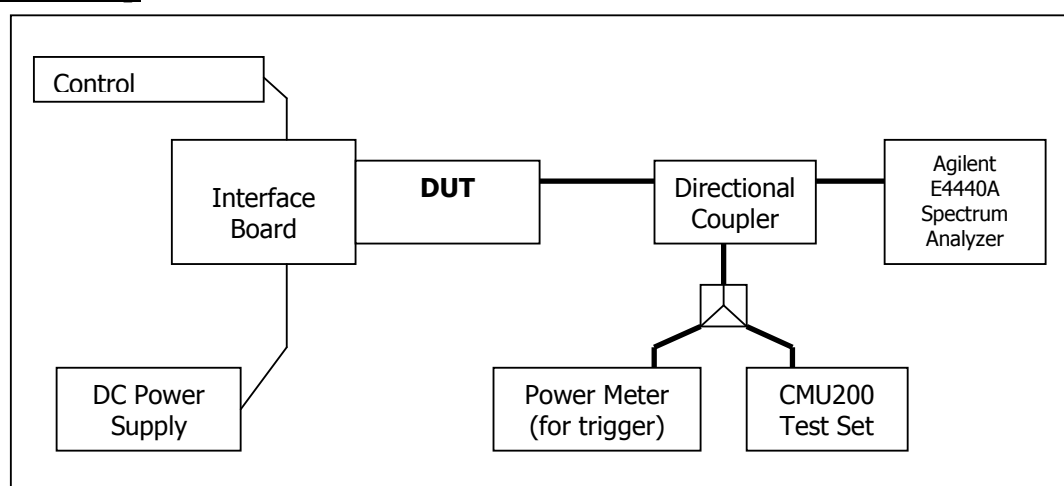 Control
Interface
Board
DUT
Directional
Coupler
Agilent
E4440A
Spectrum
Analyzer
DC Power
Supply
Power Meter
(for trigger)
CMU200
Test Set